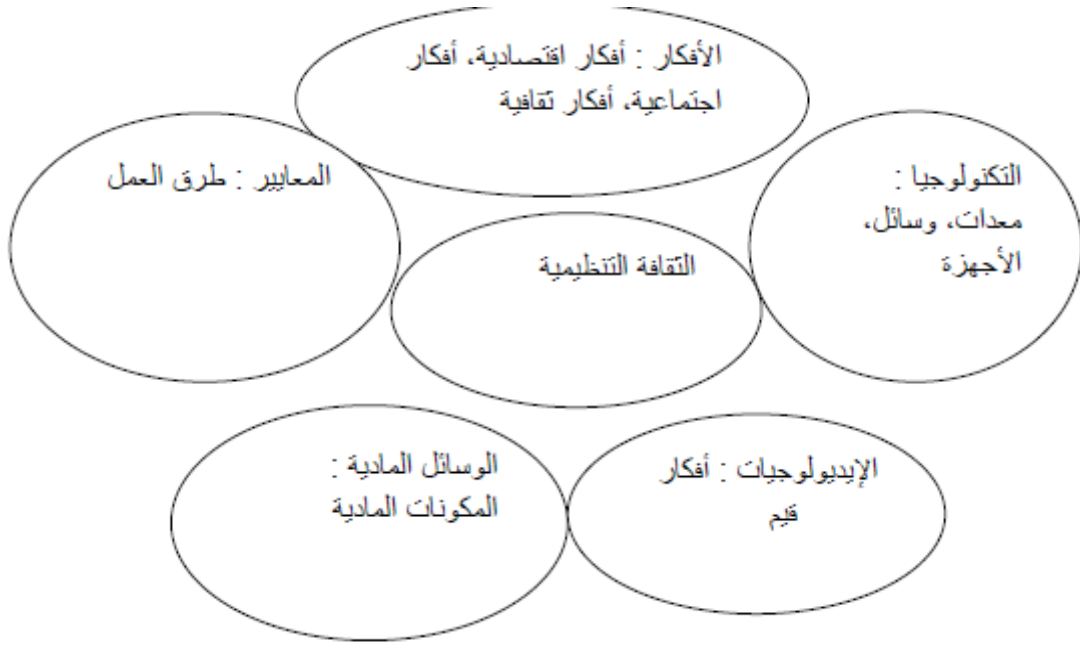 الأفكار : أفكار اقتصادية، أفكار
اجتماعية، أفكار ثقافية
التكنولوجيا :
معدات، وسائل،
الأجهزة
المعايير : طرق العمل
الثقافة التنظيمية
الإيديولوجيات : أفكار
قيم
الوسائل المادية :
المكونات المادية